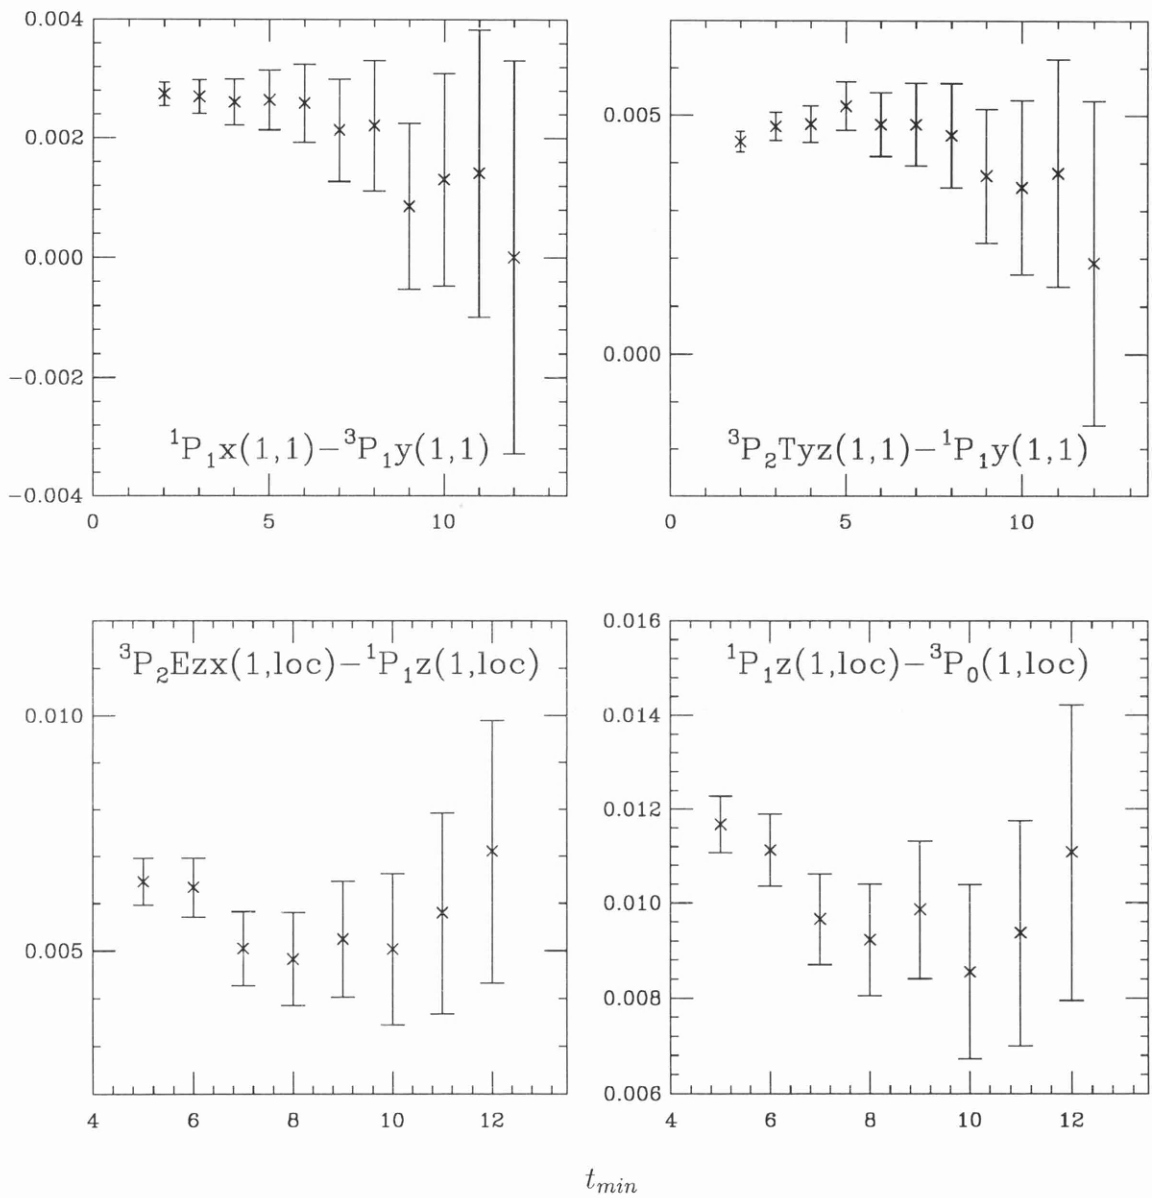 0.004
0.002
0.000
−0.002
−0.004
¹P₁x(1,1)−³P₁y(1,1)
0 5 10
0.005
0.000
³P₂Tyz(1,1)−¹P₁y(1,1)
0 5 10
³P₂Ezx(1,loc)−¹P₁z(1,loc)
0.010
0.005
4 6 8 10 12
0.016
¹P₁z(1,loc)−³P₀(1,loc)
0.014
0.012
0.010
0.008
0.006
4 6 8 10 12
t_min